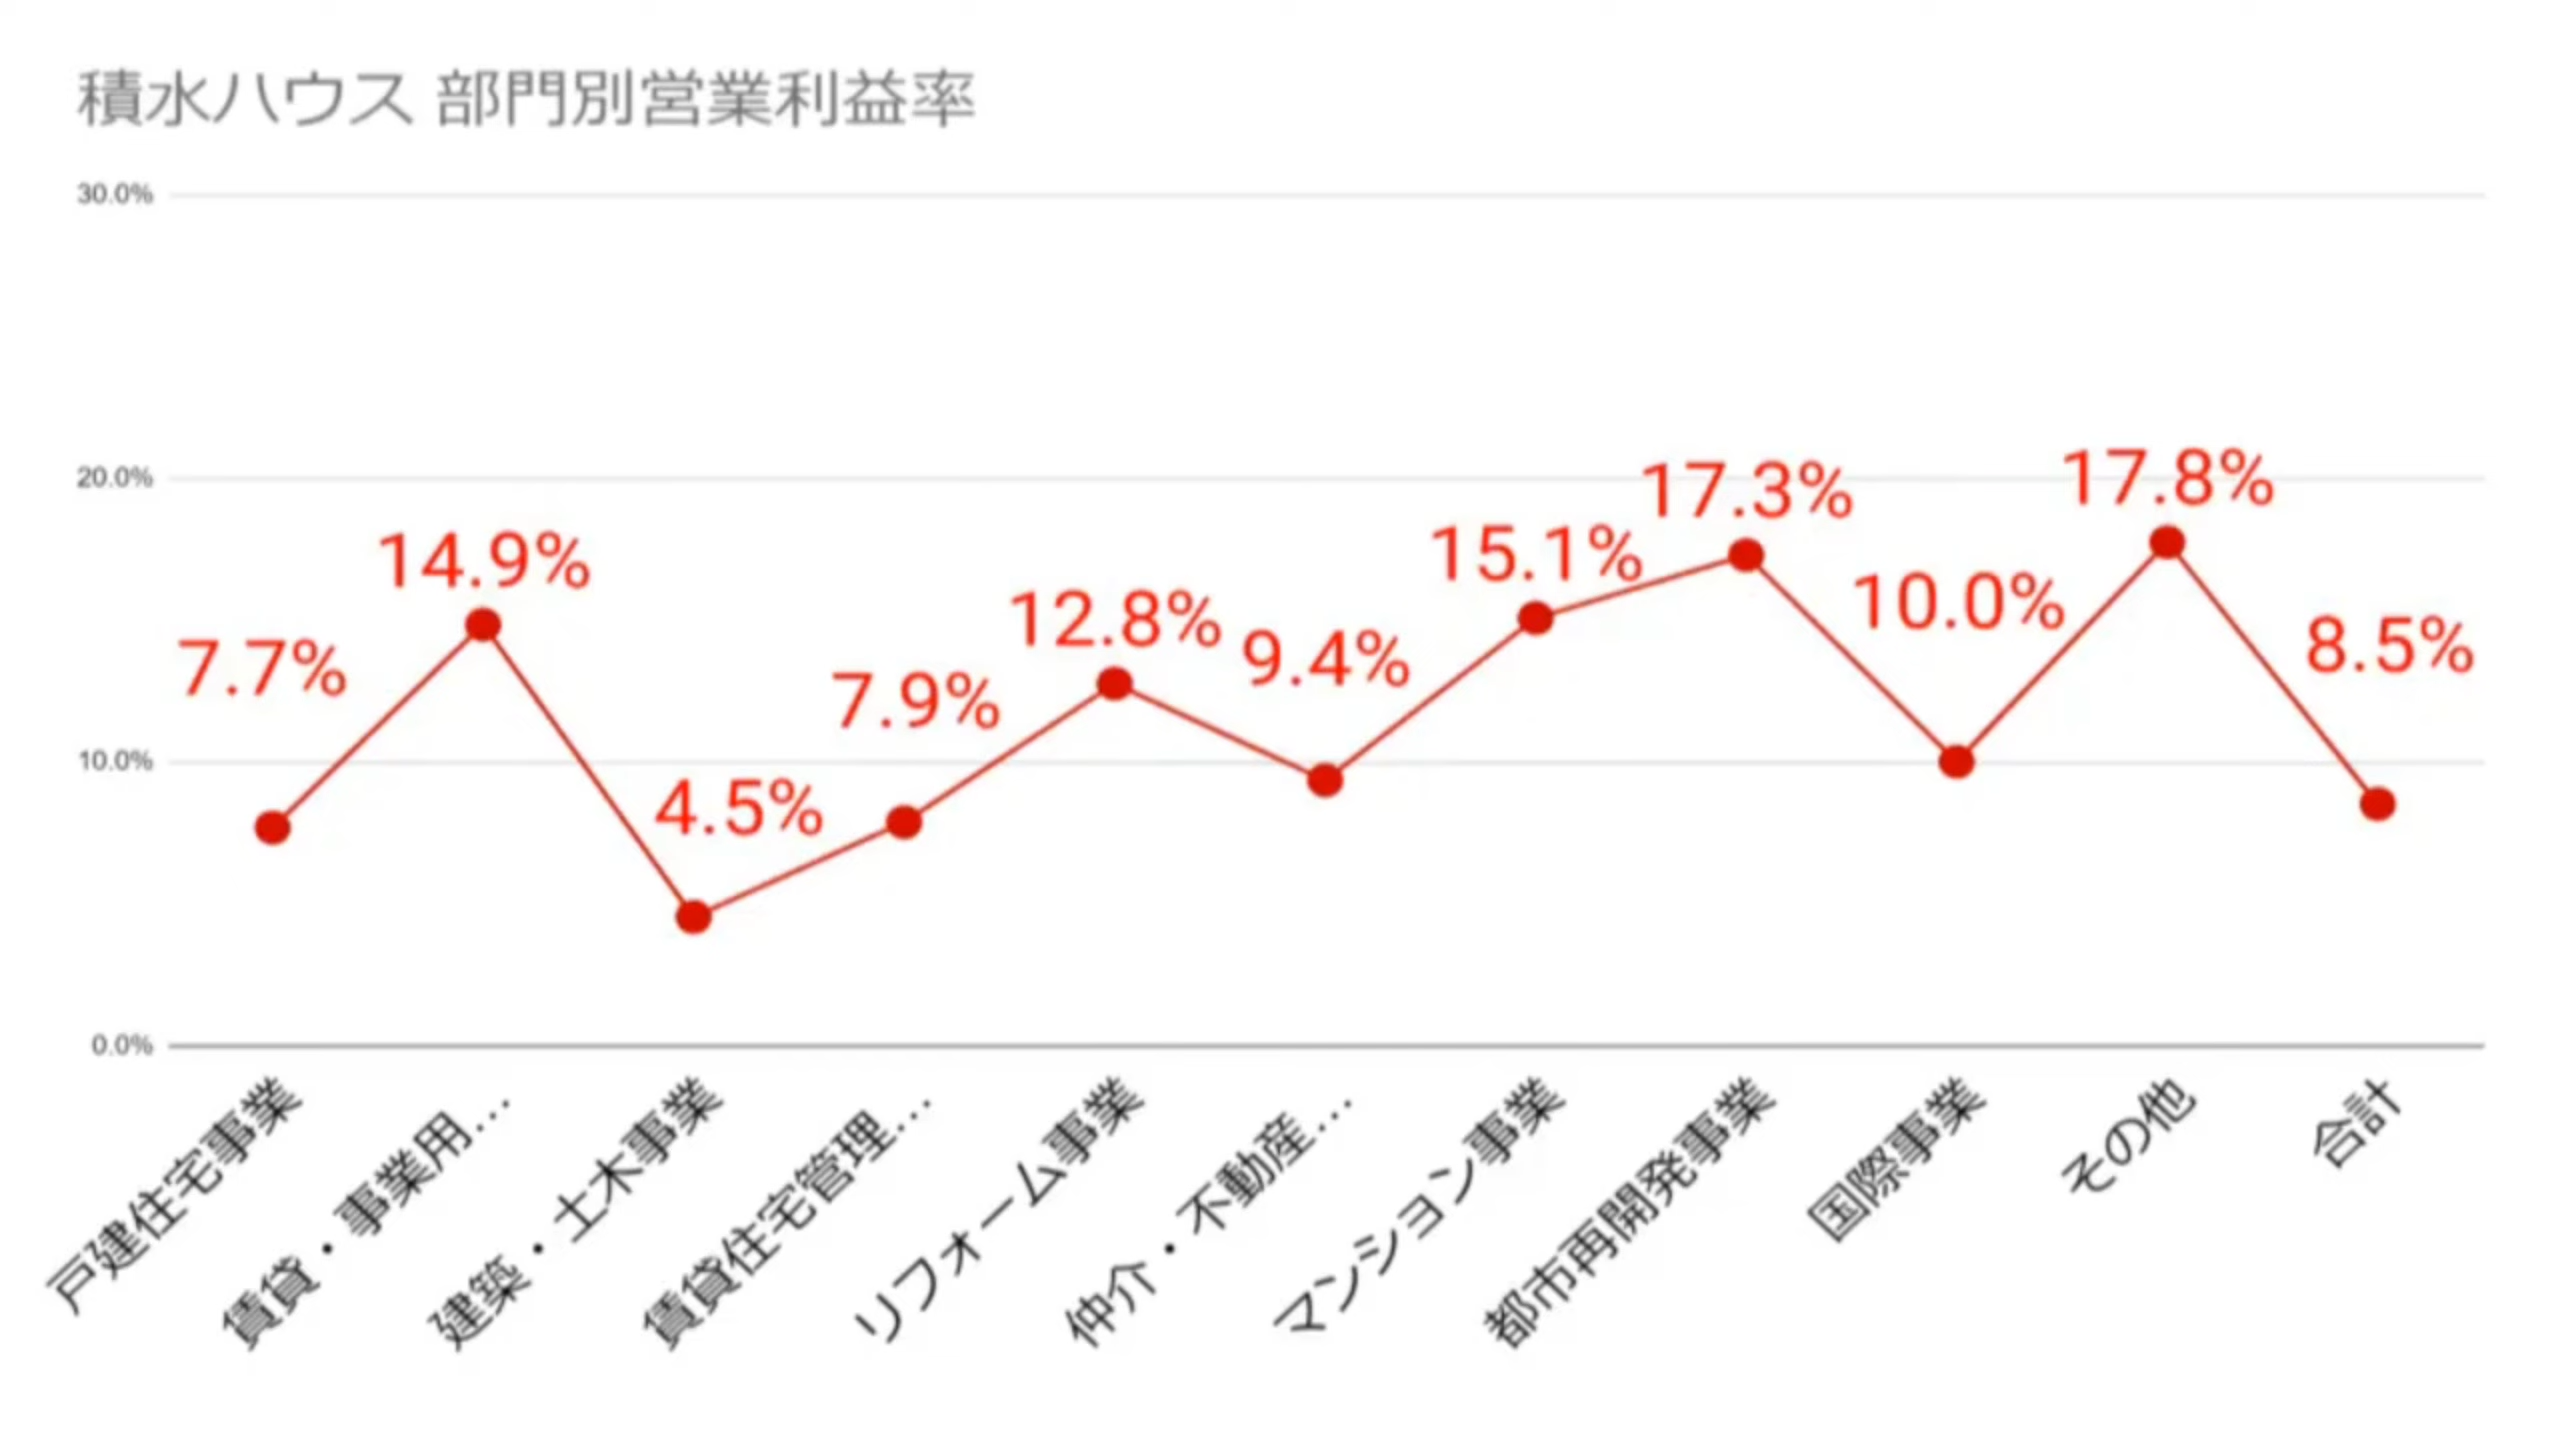 積水ハウス 部門別営業利益率
30.0%
20.0%
10.0%
0.0%
7.7%
14.9%
4.5%
7.9%
12.8%
9.4%
15.1%
17.3%
10.0%
17.8%
8.5%
戸建住宅事業
賃貸・事業用...
建築・土木事業
賃貸住宅管理...
リフォーム事業
仲介・不動産...
マンション事業
都市再開発事業
国際事業
その他
合計